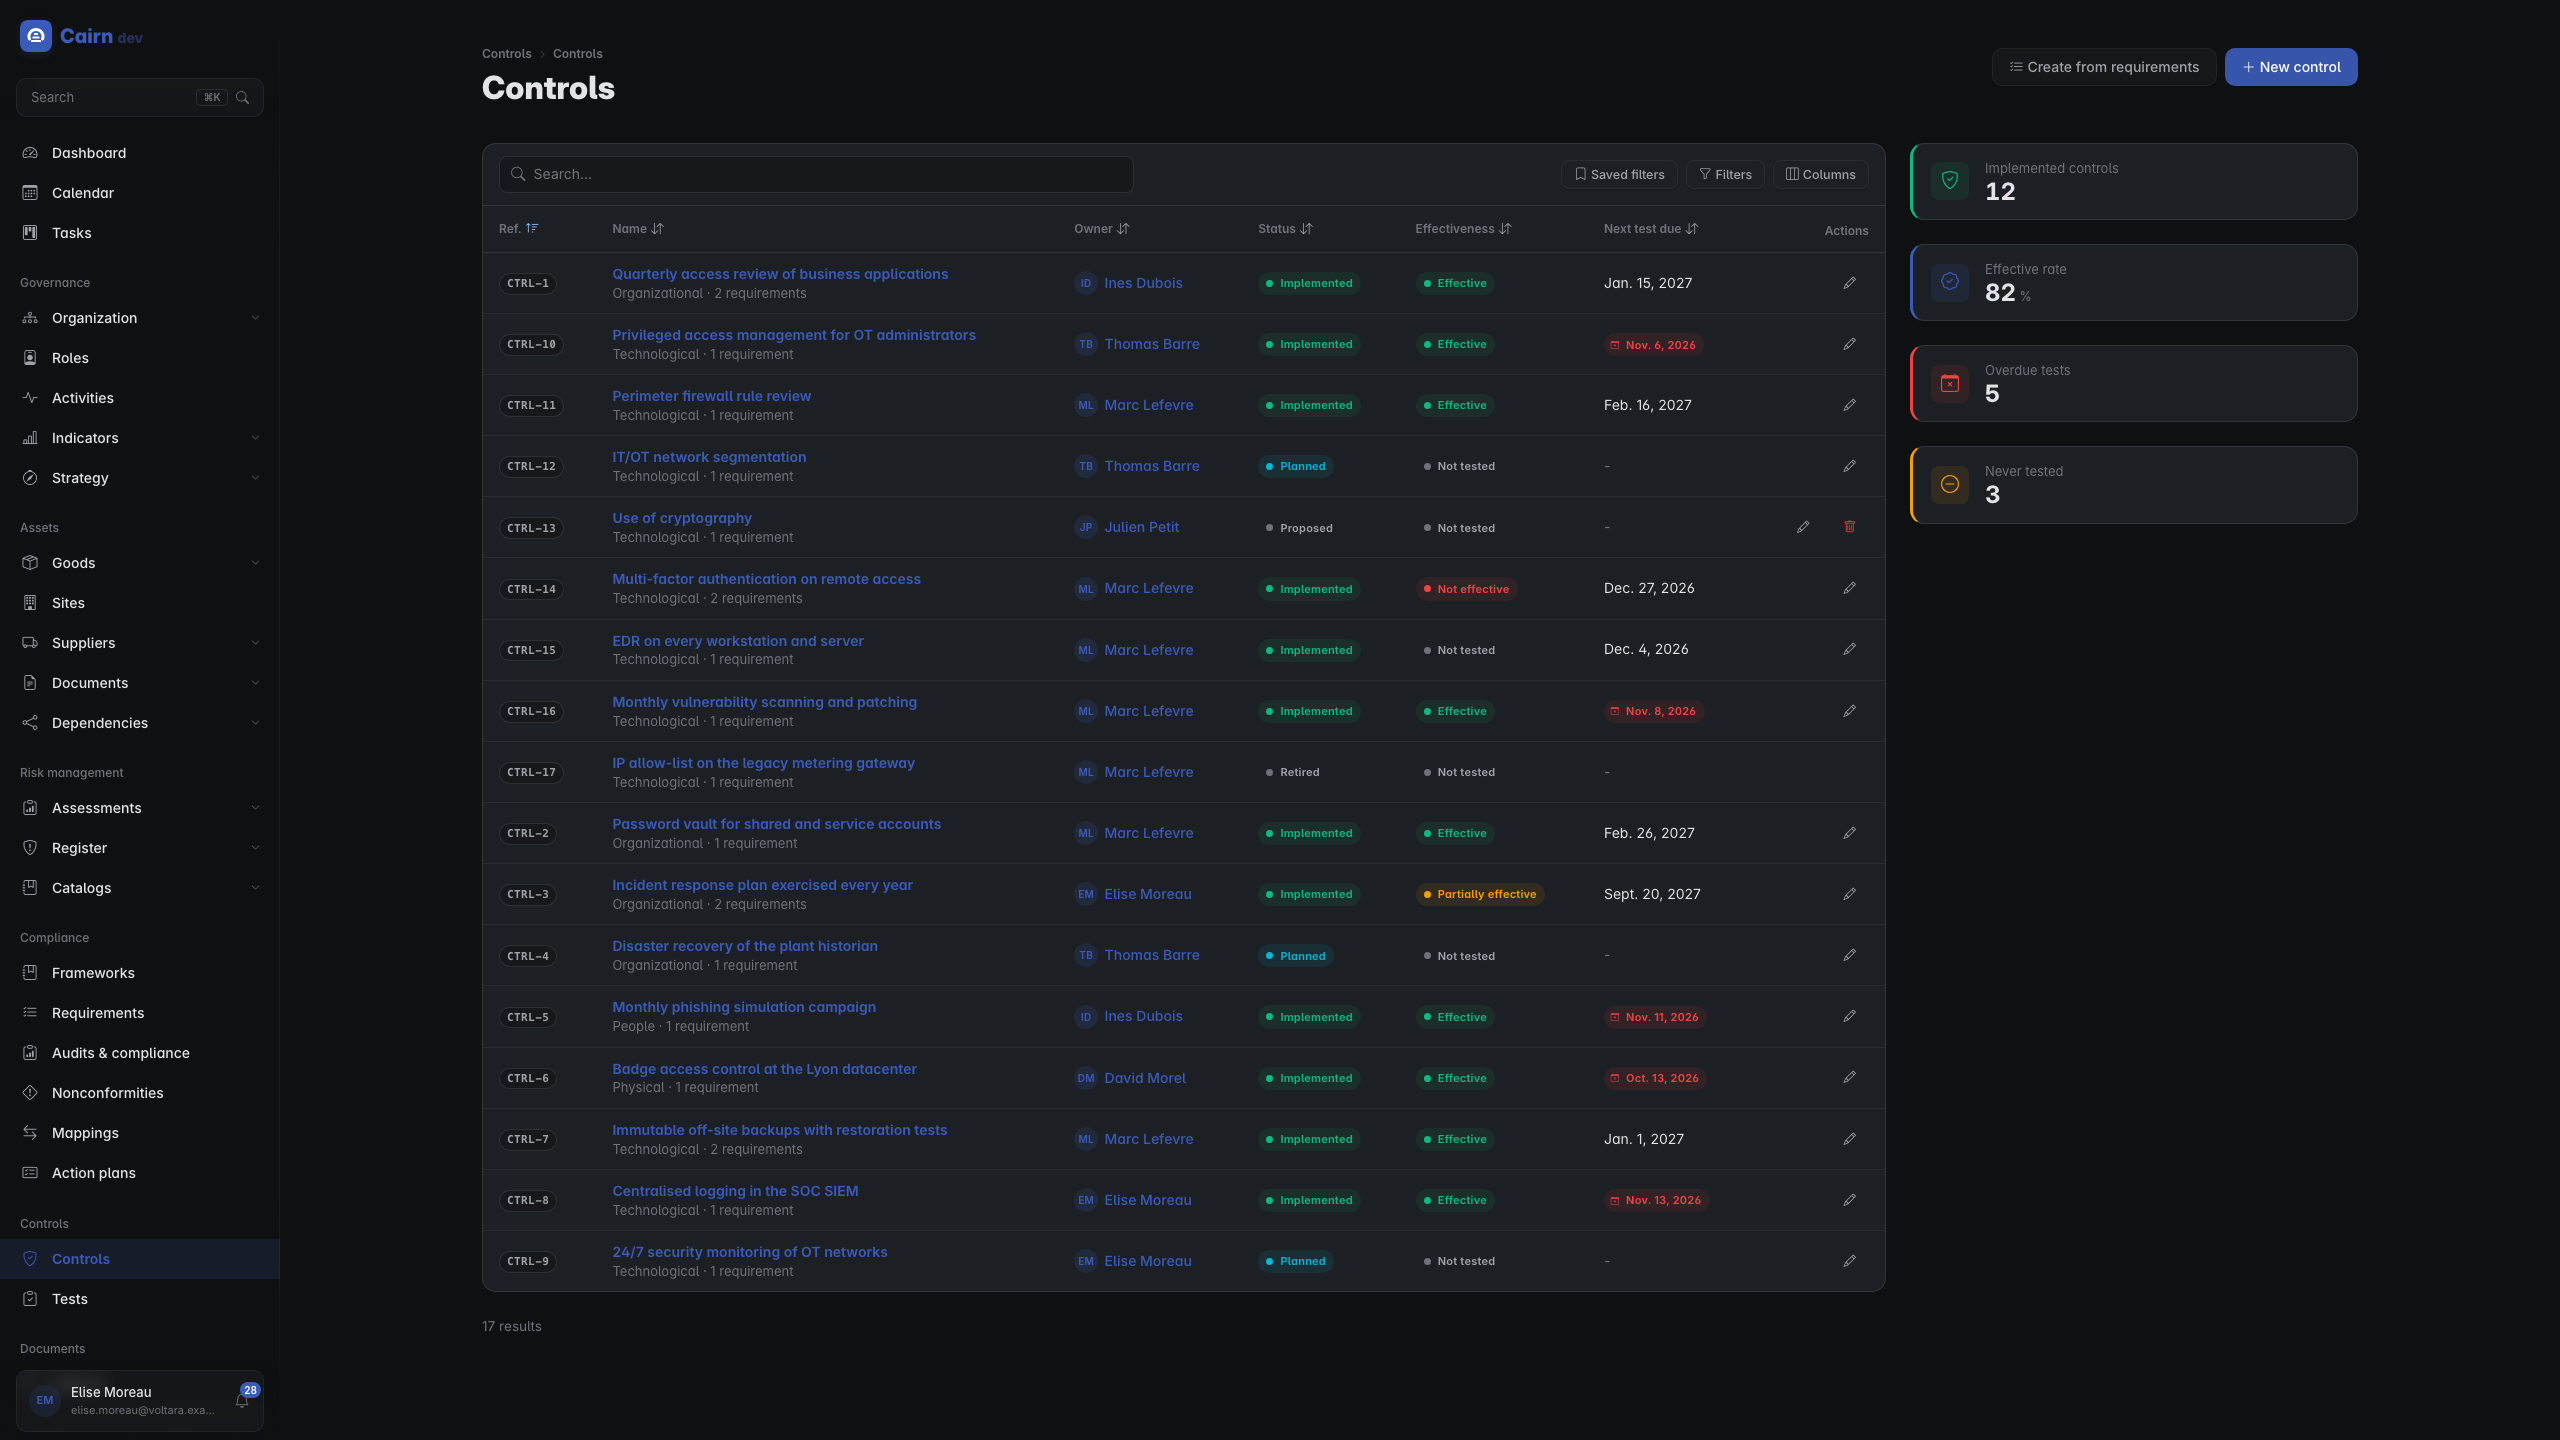 Cairn dev
Search ⌘K
Dashboard
Calendar
Tasks
Governance
Organization
Roles
Activities
Indicators
Strategy
Assets
Goods
Sites
Suppliers
Documents
Dependencies
Risk management
Assessments
Register
Catalogs
Compliance
Frameworks
Requirements
Audits & compliance
Nonconformities
Mappings
Action plans
Controls
Controls
Tests
Documents
EM Elise Moreau 28
elise.moreau@voltara.exa...
Controls › Controls
Controls
Create from requirements
+ New control
Search...
Saved filters Filters Columns
Ref. Name Owner Status Effectiveness Next test due Actions
CTRL-1 Quarterly access review of business applications ID Ines Dubois Implemented Effective Jan. 15, 2027
Organizational · 2 requirements
CTRL-10 Privileged access management for OT administrators TB Thomas Barre Implemented Effective Nov. 6, 2026
Technological · 1 requirement
CTRL-11 Perimeter firewall rule review ML Marc Lefevre Implemented Effective Feb. 16, 2027
Technological · 1 requirement
CTRL-12 IT/OT network segmentation TB Thomas Barre Planned Not tested -
Technological · 1 requirement
CTRL-13 Use of cryptography JP Julien Petit Proposed Not tested -
Technological · 1 requirement
CTRL-14 Multi-factor authentication on remote access ML Marc Lefevre Implemented Not effective Dec. 27, 2026
Technological · 2 requirements
CTRL-15 EDR on every workstation and server ML Marc Lefevre Implemented Not tested Dec. 4, 2026
Technological · 1 requirement
CTRL-16 Monthly vulnerability scanning and patching ML Marc Lefevre Implemented Effective Nov. 8, 2026
Technological · 1 requirement
CTRL-17 IP allow-list on the legacy metering gateway ML Marc Lefevre Retired Not tested -
Technological · 1 requirement
CTRL-2 Password vault for shared and service accounts ML Marc Lefevre Implemented Effective Feb. 26, 2027
Organizational · 1 requirement
CTRL-3 Incident response plan exercised every year EM Elise Moreau Implemented Partially effective Sept. 20, 2027
Organizational · 2 requirements
CTRL-4 Disaster recovery of the plant historian TB Thomas Barre Planned Not tested -
Organizational · 1 requirement
CTRL-5 Monthly phishing simulation campaign ID Ines Dubois Implemented Effective Nov. 11, 2026
People · 1 requirement
CTRL-6 Badge access control at the Lyon datacenter DM David Morel Implemented Effective Oct. 13, 2026
Physical · 1 requirement
CTRL-7 Immutable off-site backups with restoration tests ML Marc Lefevre Implemented Effective Jan. 1, 2027
Technological · 2 requirements
CTRL-8 Centralised logging in the SOC SIEM EM Elise Moreau Implemented Effective Nov. 13, 2026
Technological · 1 requirement
CTRL-9 24/7 security monitoring of OT networks EM Elise Moreau Planned Not tested -
Technological · 1 requirement
17 results
Implemented controls
12
Effective rate
82 %
Overdue tests
5
Never tested
3